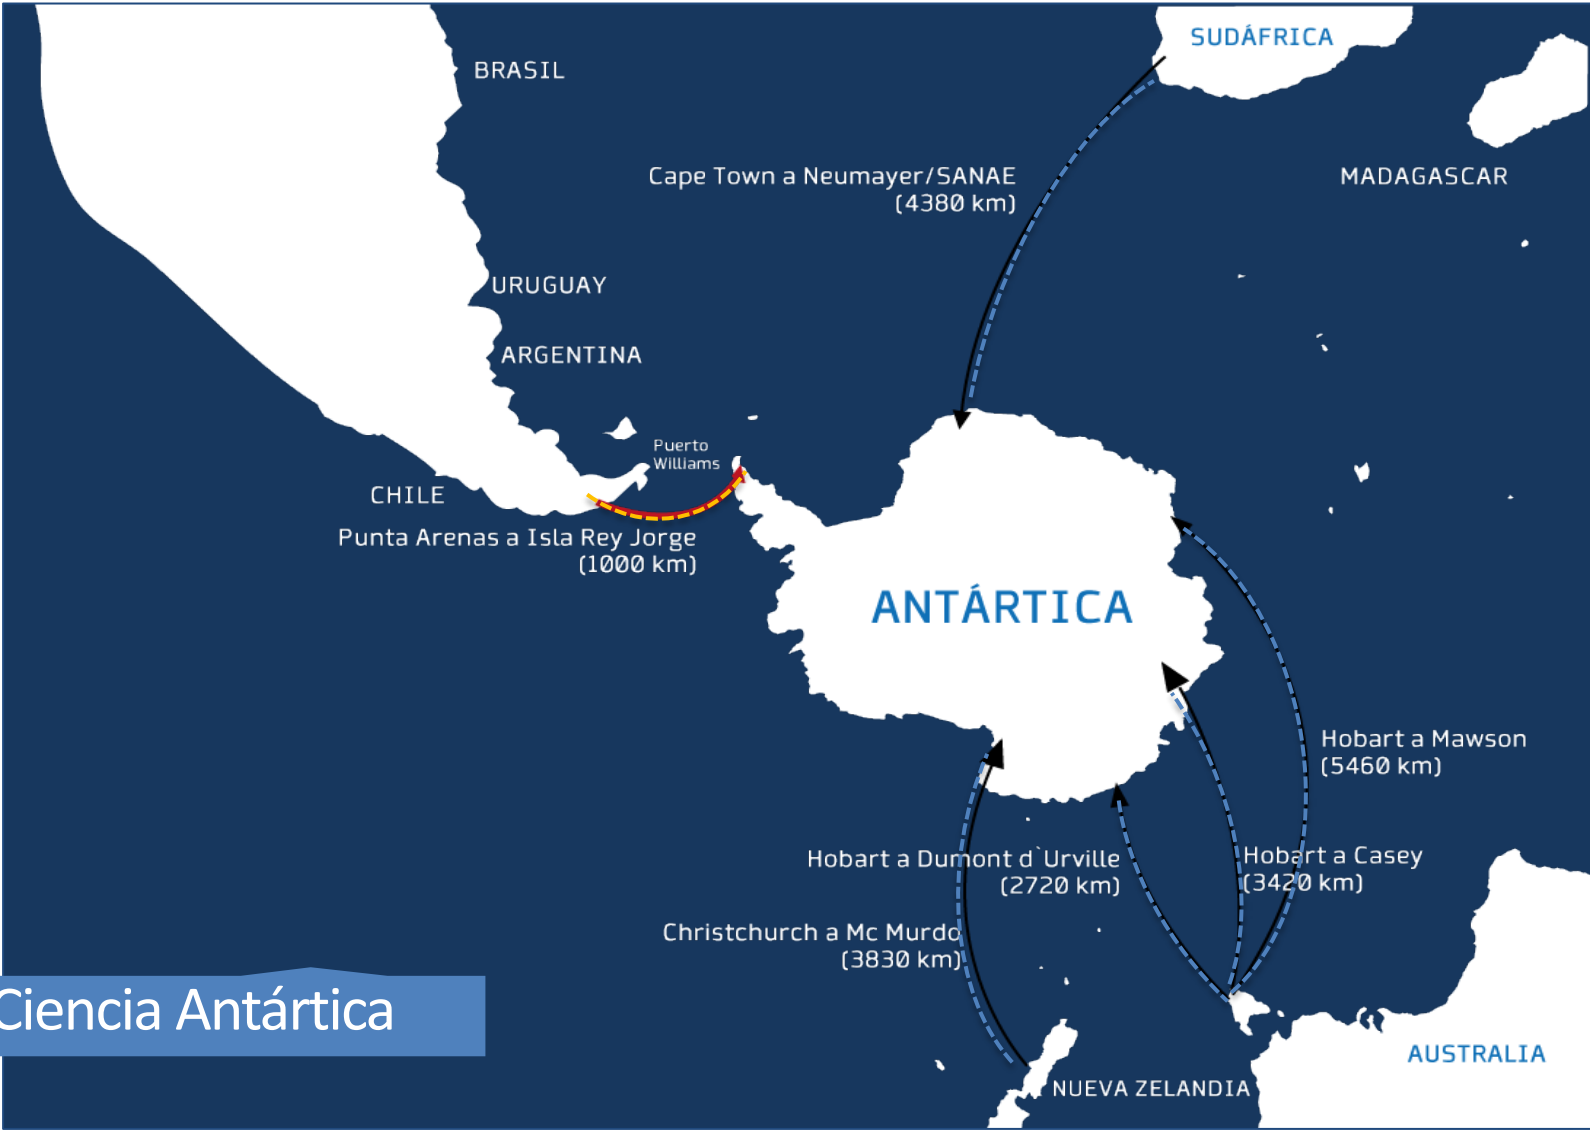 SUDÁFRICA
BRASIL
Cape Town a Neumayer/SANAE
(4380 km)
MADAGASCAR
URUGUAY
ARGENTINA
Puerto
Williams
CHILE
Punta Arenas a Isla Rey Jorge
(1000 km)
ANTÁRTICA
Hobart a Mawson
(5460 km)
Hobart a Dumont d`Urville
(2720 km)
Hobart a Casey
(3420 km)
Christchurch a Mc Murdo
(3830 km)
Ciencia Antártica
AUSTRALIA
NUEVA ZELANDIA